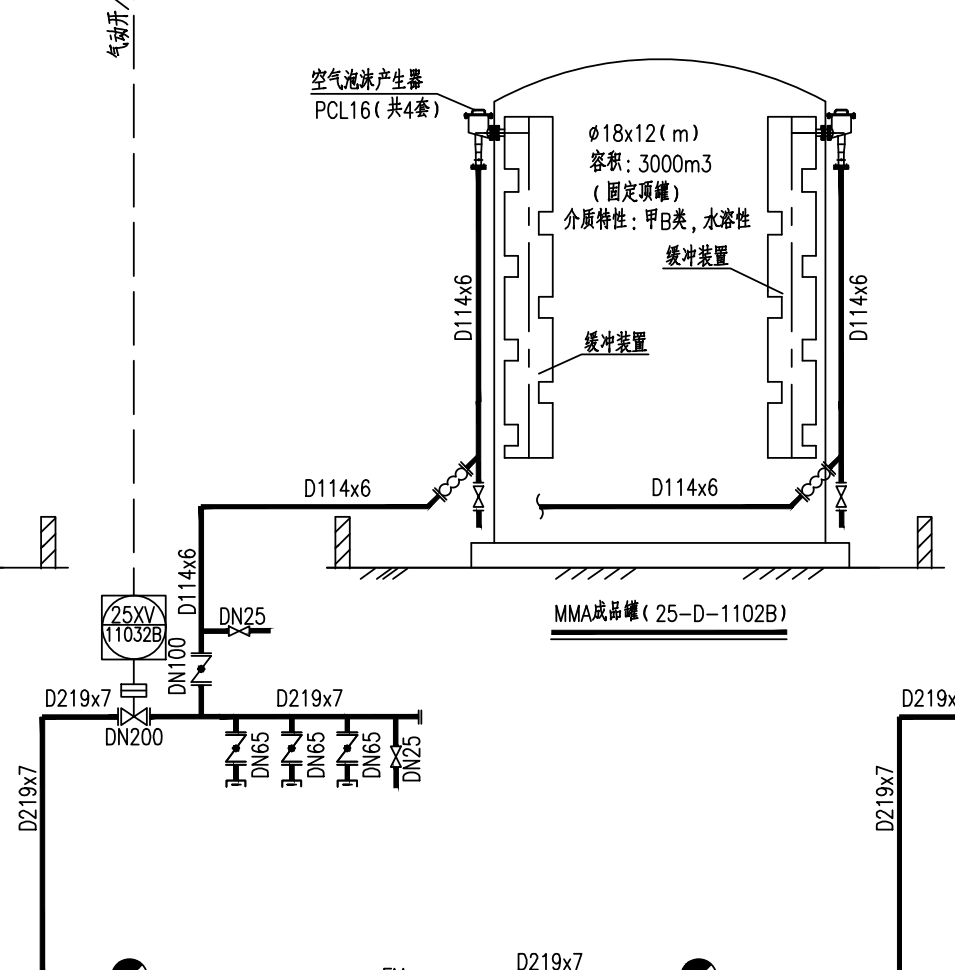 气动开/
空气泡沫产生器
PCL16(共4套)
φ18x12(m)
容积: 3000m3
(固定顶罐)
介质特性: 甲B类, 水溶性
缓冲装置
缓冲装置
D114x6
D114x6
D114x6
D114x6
D114x6
MMA成品罐(25-D-1102B)
25XV
11032B
DN25
DN100
D219x7
D219x7
D219x
DN200
DN65
DN65
DN65
DN25
D219x7
D219x7
D219x7